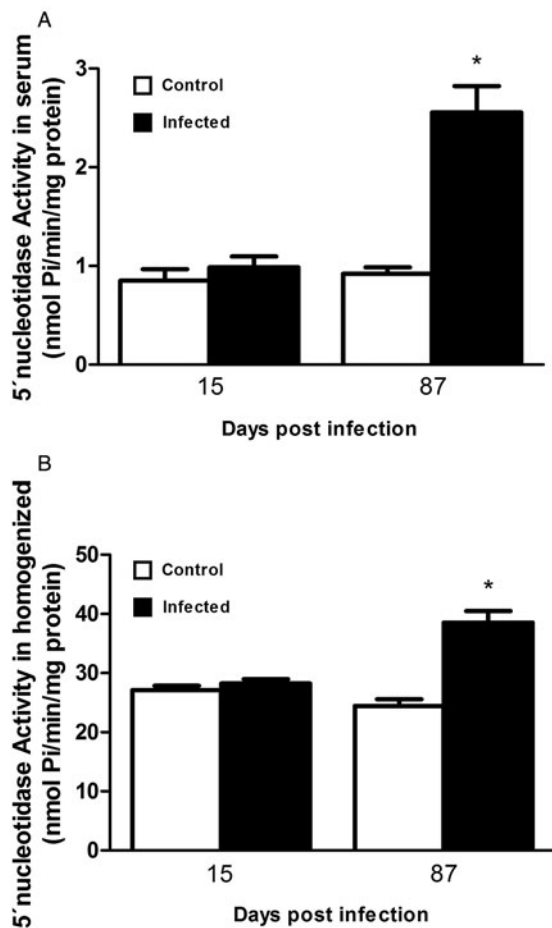 A
5´nucleotidase Activity in serum
(nmol Pi/min/mg protein)
3
2
1
0
Control
Infected
*
15 87
Days post infection
B
5´nucleotidase Activity in homogenized
(nmol Pi/min/mg protein)
50
40
30
20
10
0
Control
Infected
*
15 87
Days post infection